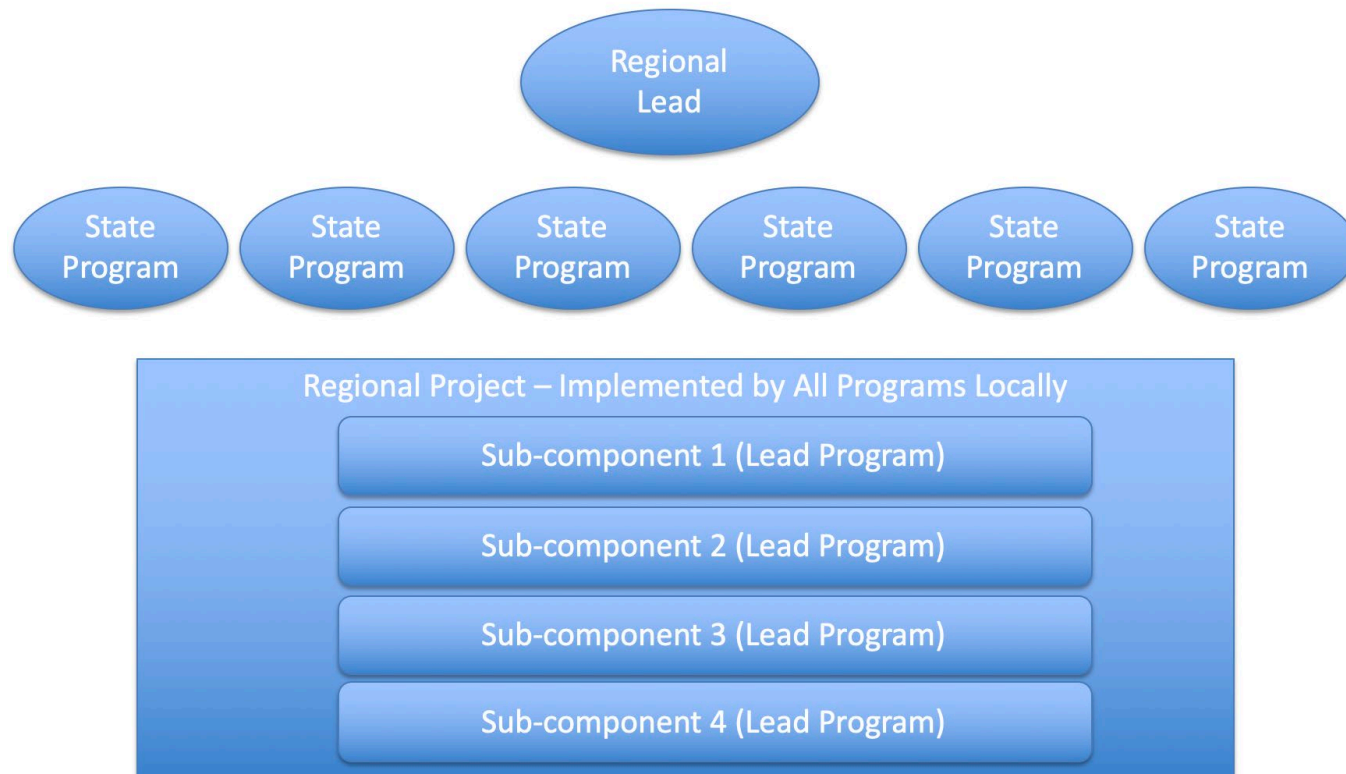 Regional
Lead
State
Program
State
Program
State
Program
State
Program
State
Program
State
Program
Regional Project – Implemented by All Programs Locally
Sub-component 1 (Lead Program)
Sub-component 2 (Lead Program)
Sub-component 3 (Lead Program)
Sub-component 4 (Lead Program)